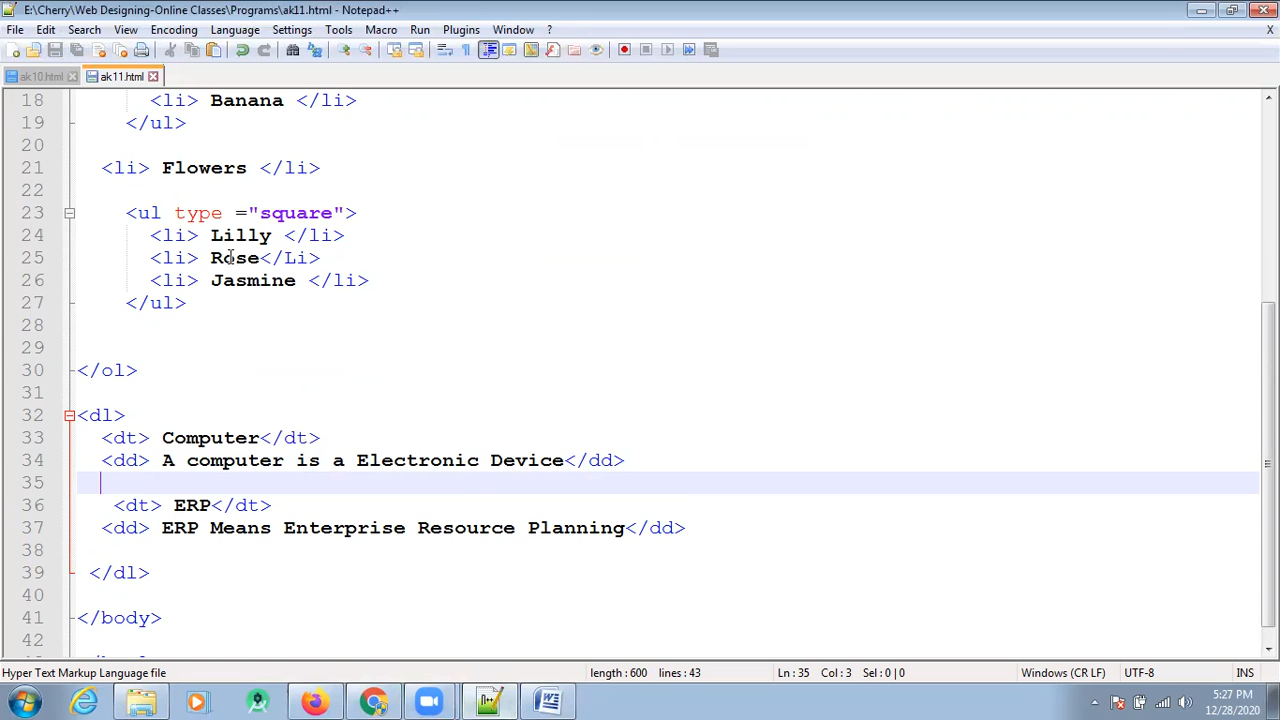 E:\Cherry\Web Designing-Online Classes\Programs\ak11.html - Notepad++
File Edit Search View Encoding Language Settings Tools Macro Run Plugins Window ? X
ak10.html ak11.html
18 <li> Banana </li>
19 </ul>
20
21 <li> Flowers </li>
22
23 <ul type ="square">
24 <li> Lilly </li>
25 <li> Rose</Li>
26 <li> Jasmine </li>
27 </ul>
28
29
30 </ol>
31
32 <dl>
33 <dt> Computer</dt>
34 <dd> A computer is a Electronic Device</dd>
35
36 <dt> ERP</dt>
37 <dd> ERP Means Enterprise Resource Planning</dd>
38
39 </dl>
40
41 </body>
42
Hyper Text Markup Language file length : 600 lines : 43 Ln : 35 Col : 3 Sel : 0 | 0 Windows (CR LF) UTF-8 INS
5:27 PM
12/28/2020